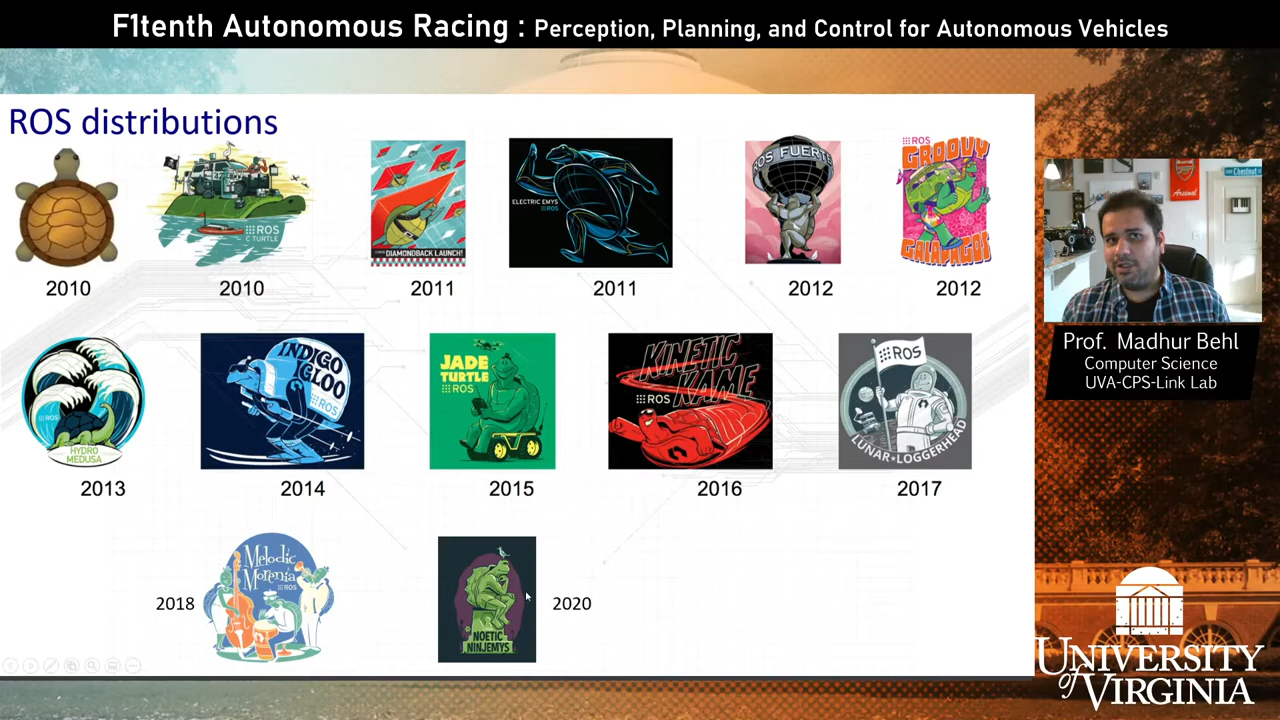 F1tenth Autonomous Racing : Perception, Planning, and Control for Autonomous Vehicles
ROS distributions
ROS
C TURTLE
DIAMONDBACK LAUNCH!
ELECTRIC EMYS
ROS
ROS FUERTE
ROS
GROOVY
GALAPAGOS
2010
2010
2011
2011
2012
2012
ROS
HYDRO
MEDUSA
INDIGO
IGLOO
ROS
JADE
TURTLE
ROS
KINETIC
KAME
ROS
ROS
LUNAR•LOGGERHEAD
2013
2014
2015
2016
2017
Melodic
Morenia
ROS
2018
NOETIC
NINJEMYS
2020
Chestnut
Arsenal
Prof. Madhur Behl
Computer Science
UVA-CPS-Link Lab
UNIVERSITY
of VIRGINIA